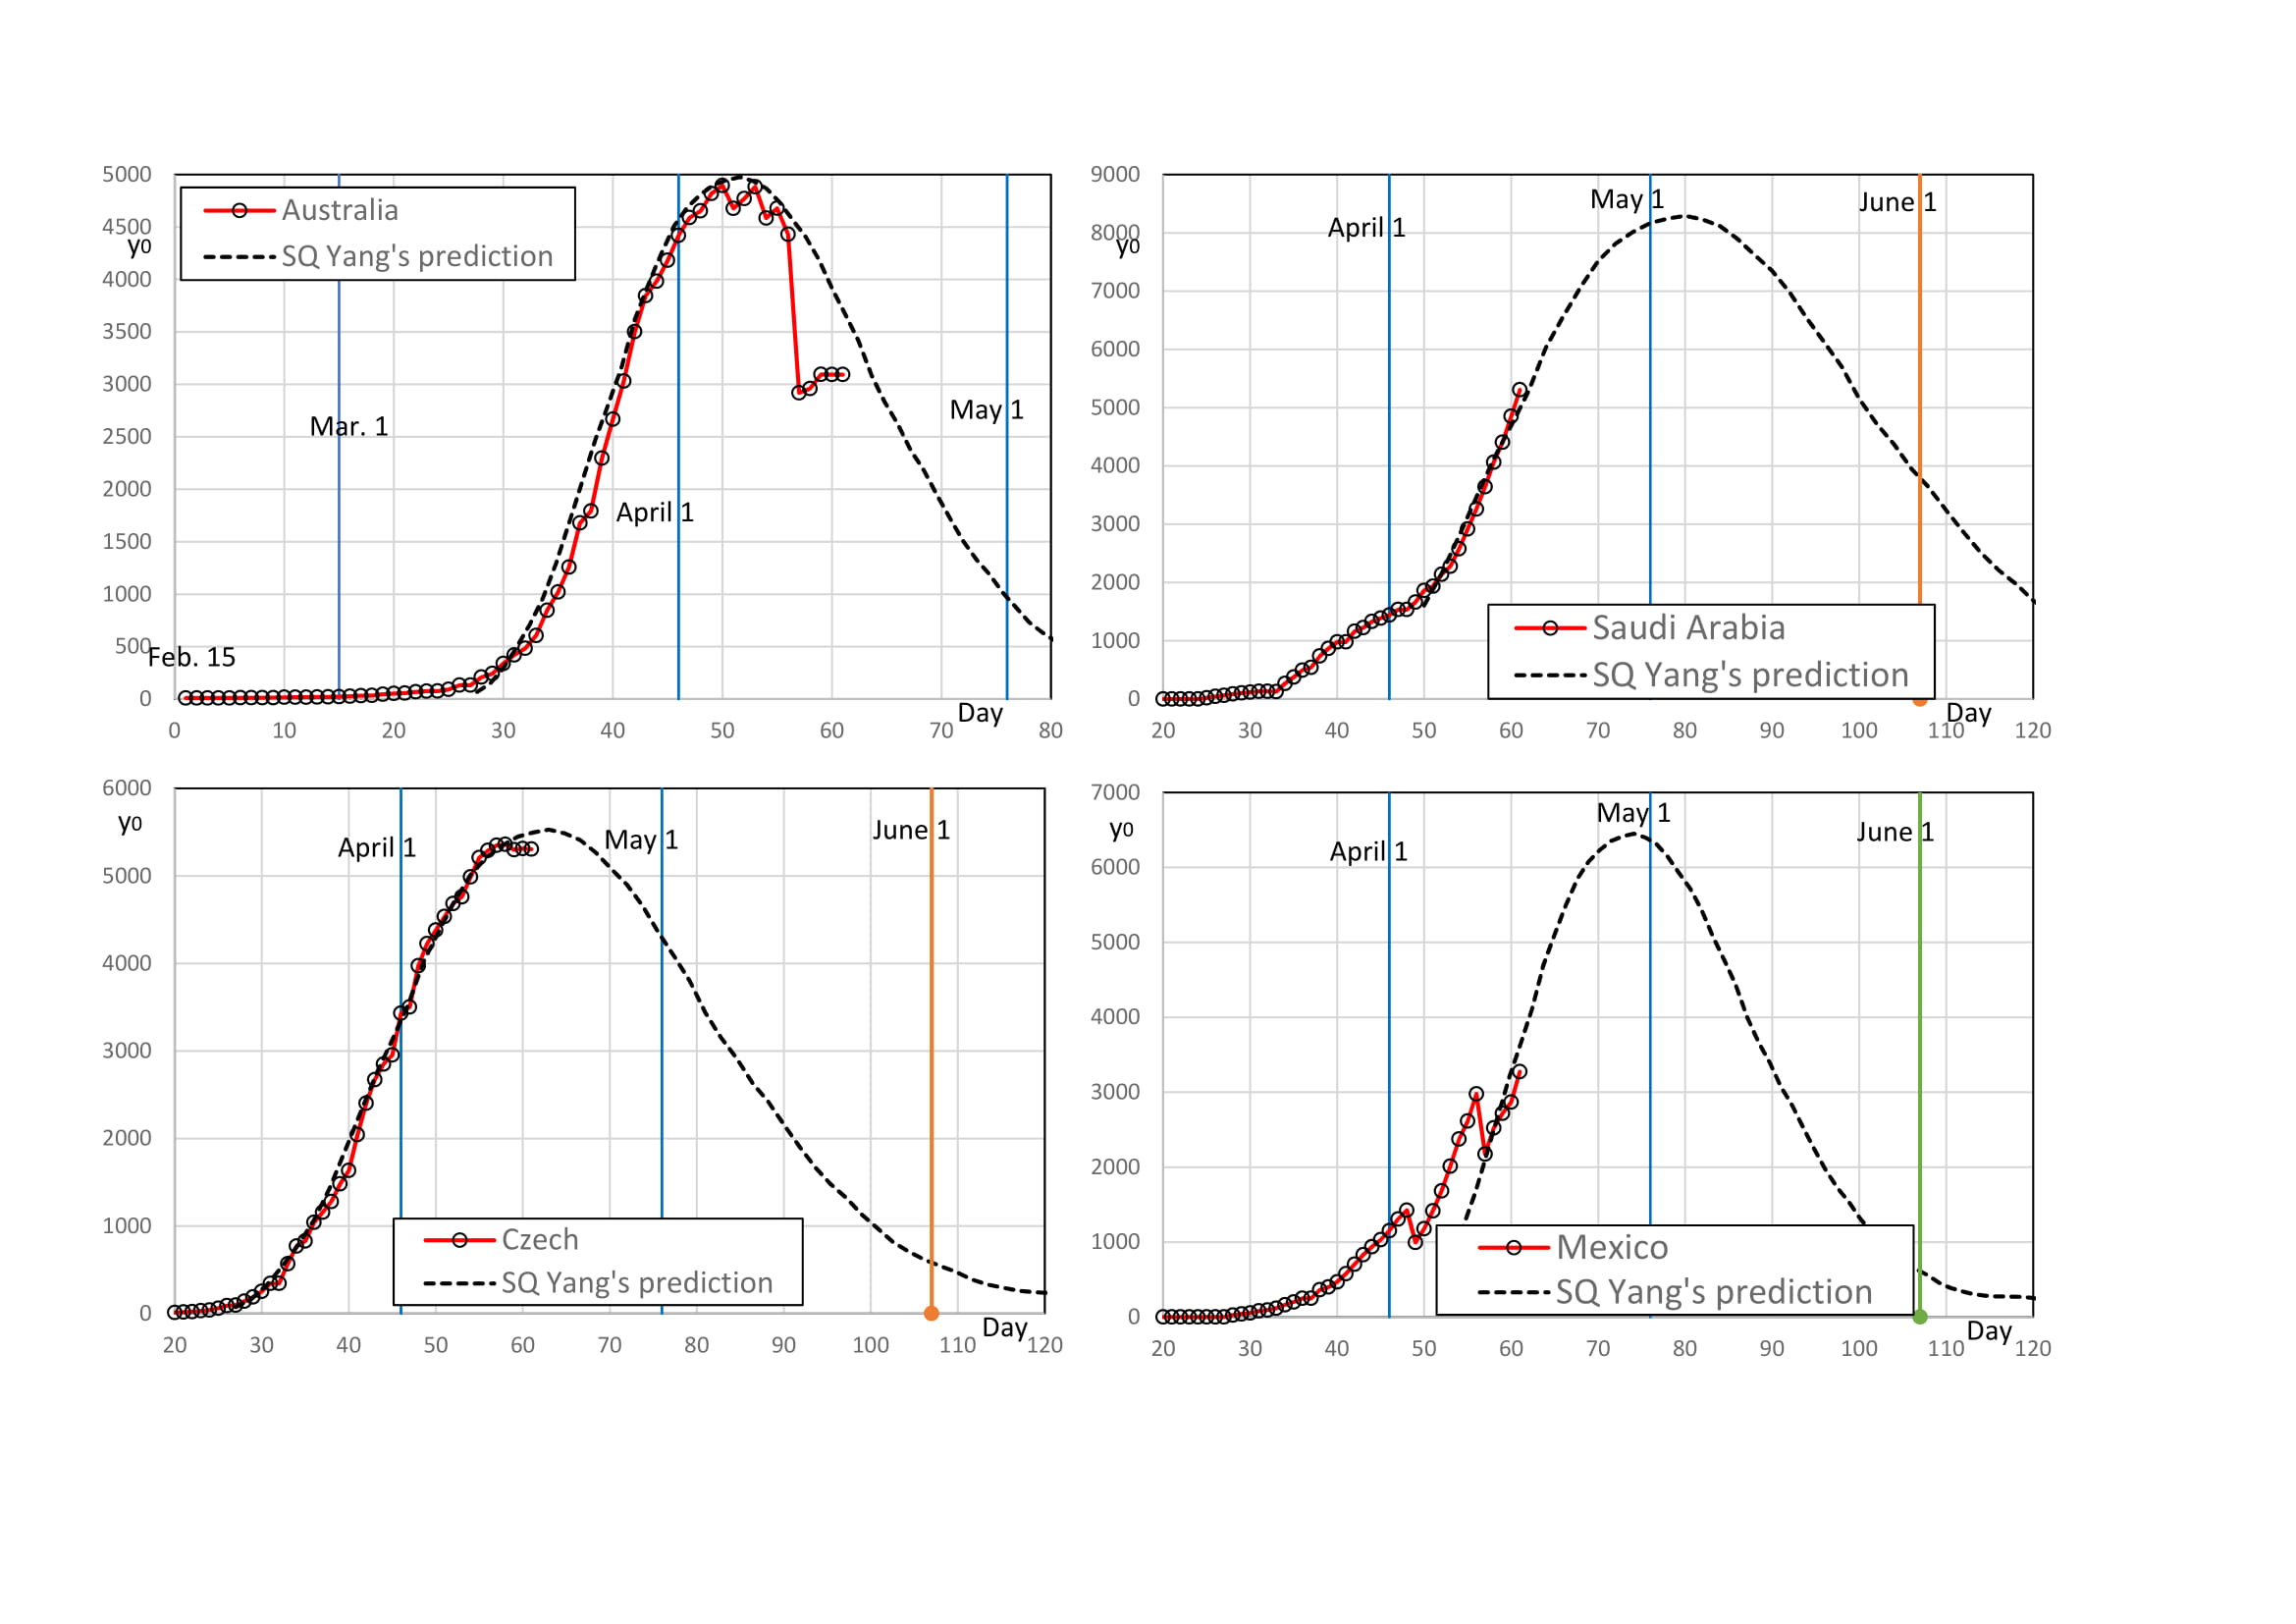 5000
4500
y0
4000
3500
3000
2500
2000
1500
1000
500
0
Australia
SQ Yang's prediction
Mar. 1
April 1
May 1
Feb. 15
Day
0 10 20 30 40 50 60 70 80
9000
8000
y0
7000
6000
5000
4000
3000
2000
1000
0
April 1
May 1
June 1
Saudi Arabia
SQ Yang's prediction
Day
20 30 40 50 60 70 80 90 100 110 120
6000
y0
5000
4000
3000
2000
1000
0
April 1
May 1
June 1
Czech
SQ Yang's prediction
Day
20 30 40 50 60 70 80 90 100 110 120
7000
y0
6000
5000
4000
3000
2000
1000
0
April 1
May 1
June 1
Mexico
SQ Yang's prediction
Day
20 30 40 50 60 70 80 90 100 110 120